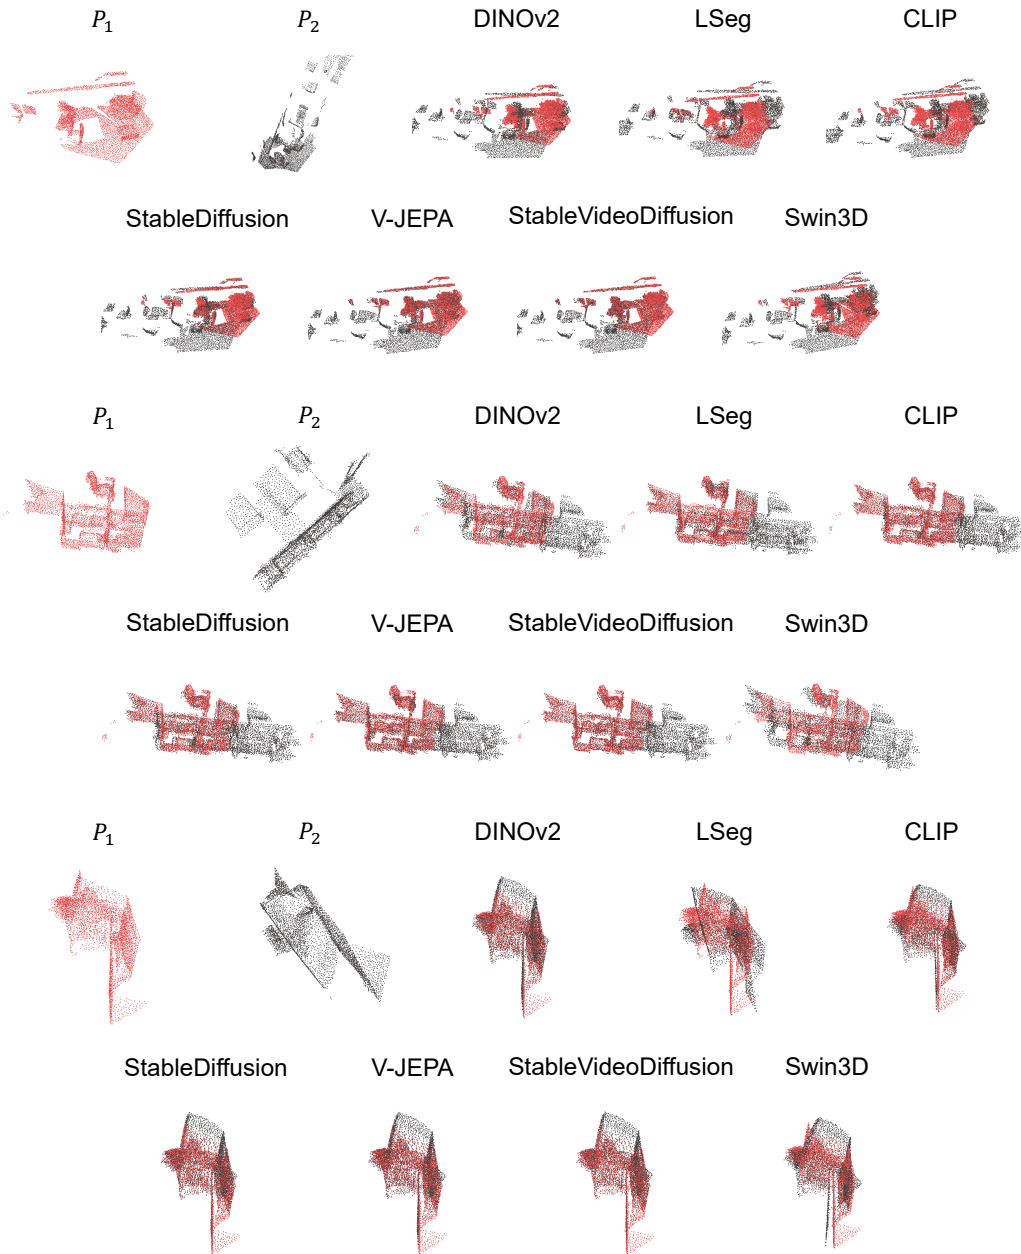 P₁ P₂ DINOv2 LSeg CLIP
StableDiffusion V-JEPA StableVideoDiffusion Swin3D
P₁ P₂ DINOv2 LSeg CLIP
StableDiffusion V-JEPA StableVideoDiffusion Swin3D
P₁ P₂ DINOv2 LSeg CLIP
StableDiffusion V-JEPA StableVideoDiffusion Swin3D